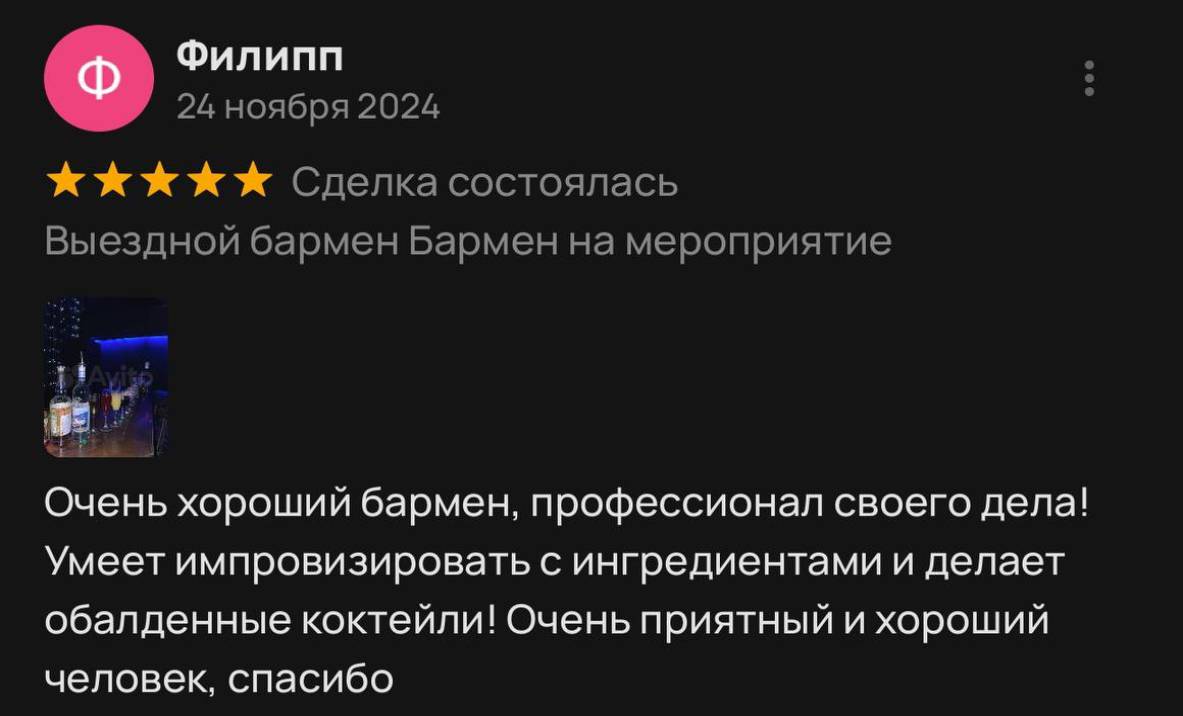 Ф
Филипп
24 ноября 2024
Сделка состоялась
Выездной бармен Бармен на мероприятие
Avito
Очень хороший бармен, профессионал своего дела!
Умеет импровизировать с ингредиентами и делает
обалденные коктейли! Очень приятный и хороший
человек, спасибо